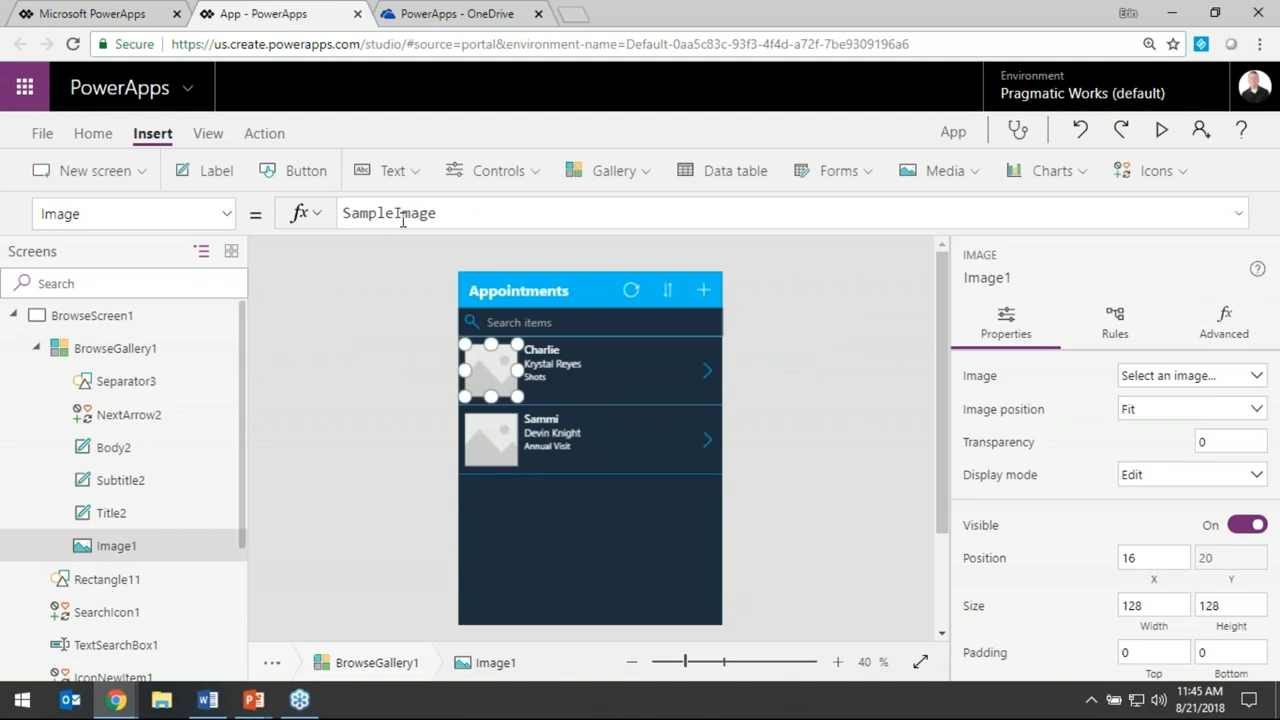 Microsoft PowerApps
App - PowerApps
PowerApps - OneDrive
Secure
https://us.create.powerapps.com/studio/#source=portal&environment-name=Default-0aa5c83c-93f3-4f4d-a72f-7be9309196a6
PowerApps
Environment
Pragmatic Works (default)
File
Home
Insert
View
Action
App
New screen
Label
Button
Text
Controls
Gallery
Data table
Forms
Media
Charts
Icons
Image
=
fx
SampleImage
Screens
Search
BrowseScreen1
BrowseGallery1
Separator3
NextArrow2
Body2
Subtitle2
Title2
Image1
Rectangle11
SearchIcon1
TextSearchBox1
IconNewItem1
Appointments
Search items
Charlie
Krystal Reyes
Shots
Sammi
Devin Knight
Annual Visit
BrowseGallery1
Image1
40 %
IMAGE
Image1
Properties
Rules
Advanced
Image
Select an image...
Image position
Fit
Transparency
0
Display mode
Edit
Visible
On
Position
16
20
X
Y
Size
128
128
Width
Height
Padding
0
0
Top
Bottom
11:45 AM
8/21/2018